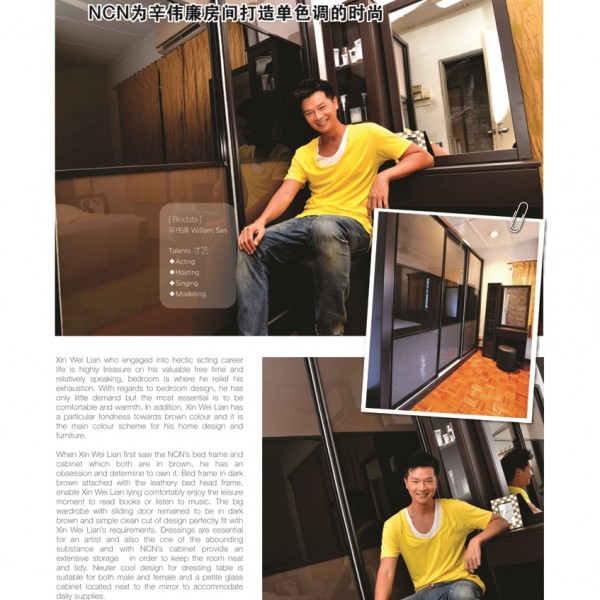 NCN为辛伟廉房间打造单色调的时尚
[ Biodata ]
辛伟廉 William San
Talents 才艺
◆Acting
◆Hosting
◆Singing
◆Modelling
Xin Wei Lian who engaged into hectic acting career
life is highly treasure on his valuable free time and
relatively speaking, bedroom is where he relief his
exhaustion. With regards to bedroom design, he has
only little demand but the most essential is to be
comfortable and warmth. In addition, Xin Wei Lian has
a particular fondness towards brown colour and it is
the main colour scheme for his home design and
furniture.
When Xin Wei Lian first saw the NCN's bed frame and
cabinet which both are in brown, he has an
obsession and determine to own it. Bed frame in dark
brown attached with the leathery bed head frame,
enable Xin Wei Lian lying comfortably enjoy the leisure
moment to read books or listen to music. The big
wardrobe with sliding door remained to be in dark
brown and simple clean cut of design perfectly fit with
Xin Wei Lian's requirements. Dressings are essential
for an artist and also the one of the abounding
substance and with NCN's cabinet provide an
extensive storage in order to keep the room neat
and tidy. Neuter cool design for dressing table is
suitable for both male and female and a petite glass
cabinet located next to the mirror to accommodate
daily supplies.